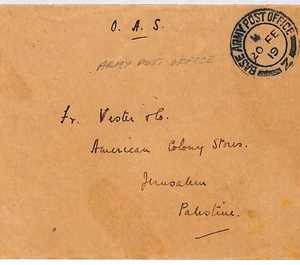 O. A. S.
BASE ARMY POST OFFICE
Z
20 FE
19
ARMY POST OFFICE
Fr. Vester & Co.
American Colony Stores.
Jerusalem
Palestine.